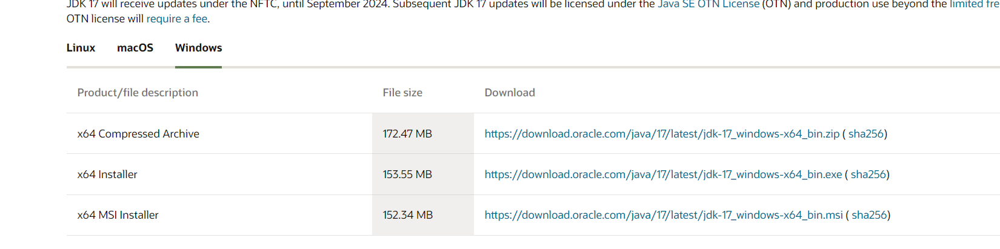 JDK 17 will receive updates under the NFTC, until September 2024. Subsequent JDK 17 updates will be licensed under the Java SE OTN License (OTN) and production use beyond the limited fre
OTN license will require a fee.
Linux macOS Windows
Product/file description File size Download
x64 Compressed Archive 172.47 MB https://download.oracle.com/java/17/latest/jdk-17_windows-x64_bin.zip ( sha256)
x64 Installer 153.55 MB https://download.oracle.com/java/17/latest/jdk-17_windows-x64_bin.exe ( sha256)
x64 MSI Installer 152.34 MB https://download.oracle.com/java/17/latest/jdk-17_windows-x64_bin.msi ( sha256)